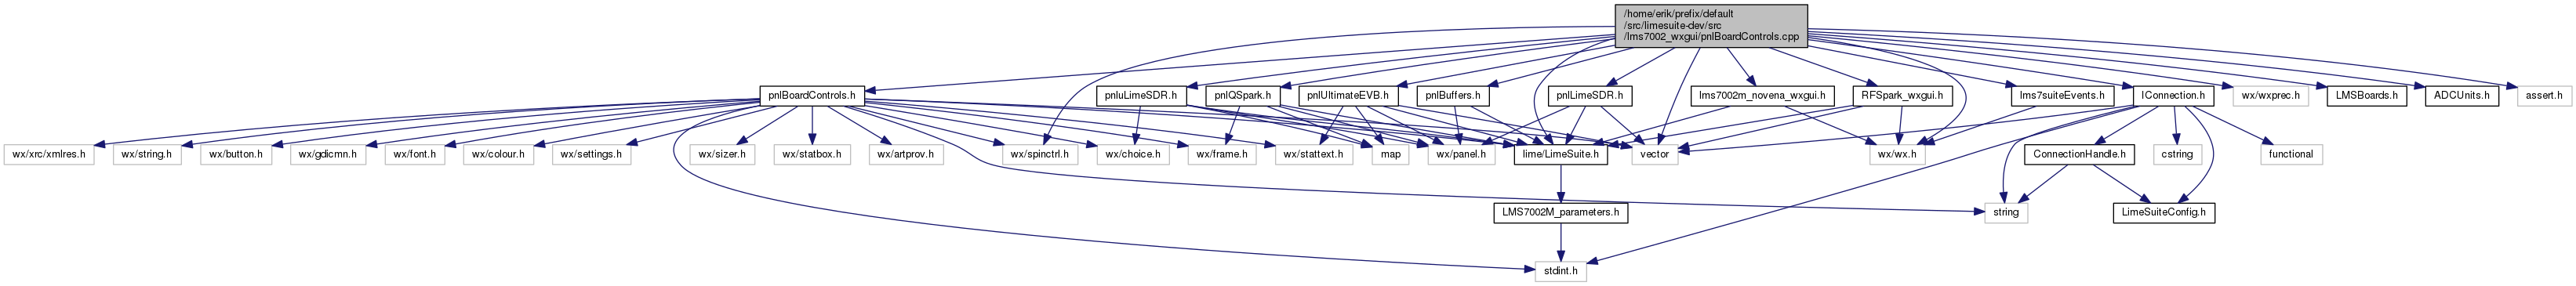 /home/erik/prefix/default
/src/limesuite-dev/src
/lms7002_wxgui/pnlBoardControls.cpp
pnlBoardControls.h
pnluLimeSDR.h
pnlQSpark.h
pnlUltimateEVB.h
pnlBuffers.h
pnlLimeSDR.h
lms7002m_novena_wxgui.h
RFSpark_wxgui.h
lms7suiteEvents.h
IConnection.h
wx/wxprec.h
LMSBoards.h
ADCUnits.h
assert.h
wx/xrc/xmlres.h
wx/string.h
wx/button.h
wx/gdicmn.h
wx/font.h
wx/colour.h
wx/settings.h
wx/sizer.h
wx/statbox.h
wx/artprov.h
wx/spinctrl.h
wx/choice.h
wx/frame.h
wx/stattext.h
map
wx/panel.h
lime/LimeSuite.h
vector
wx/wx.h
ConnectionHandle.h
cstring
functional
LMS7002M_parameters.h
string
LimeSuiteConfig.h
stdint.h